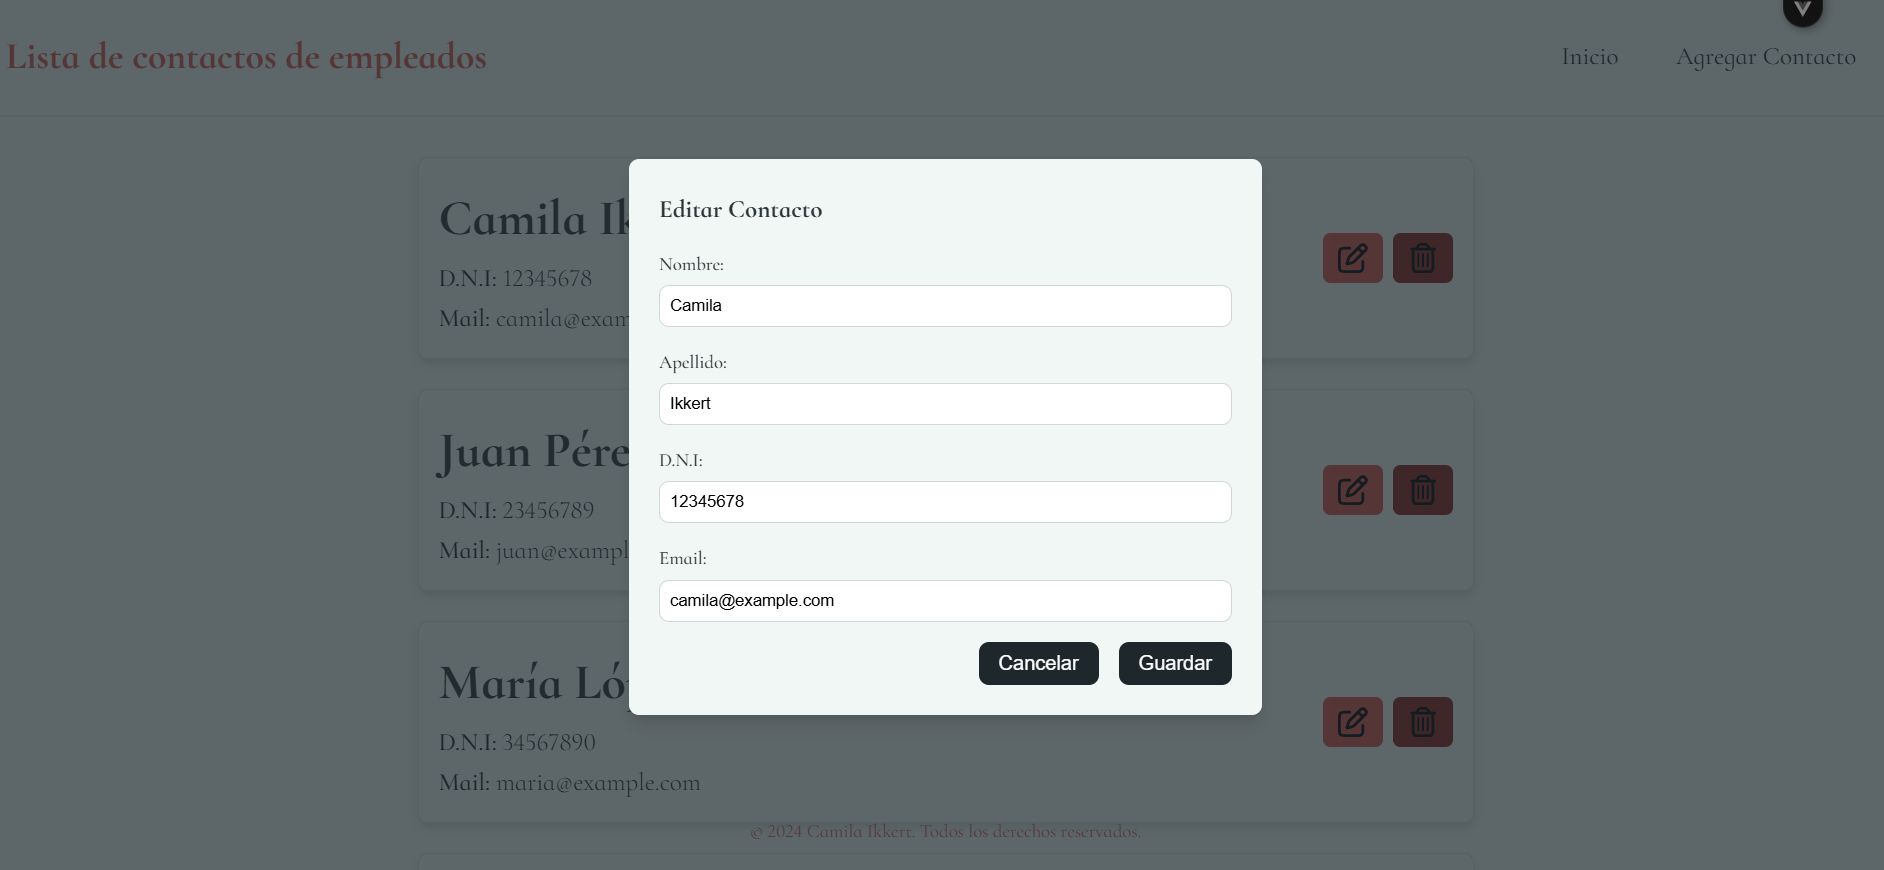 Lista de contactos de empleados
Inicio
Agregar Contacto
Camila Ik
D.N.I: 12345678
Mail: camila@exam
Juan Pére
D.N.I: 23456789
Mail: juan@exampl
María Ló
D.N.I: 34567890
Mail: maria@example.com
Editar Contacto
Nombre:
Camila
Apellido:
Ikkert
D.N.I:
12345678
Email:
camila@example.com
Cancelar
Guardar
© 2024 Camila Ikkert. Todos los derechos reservados.